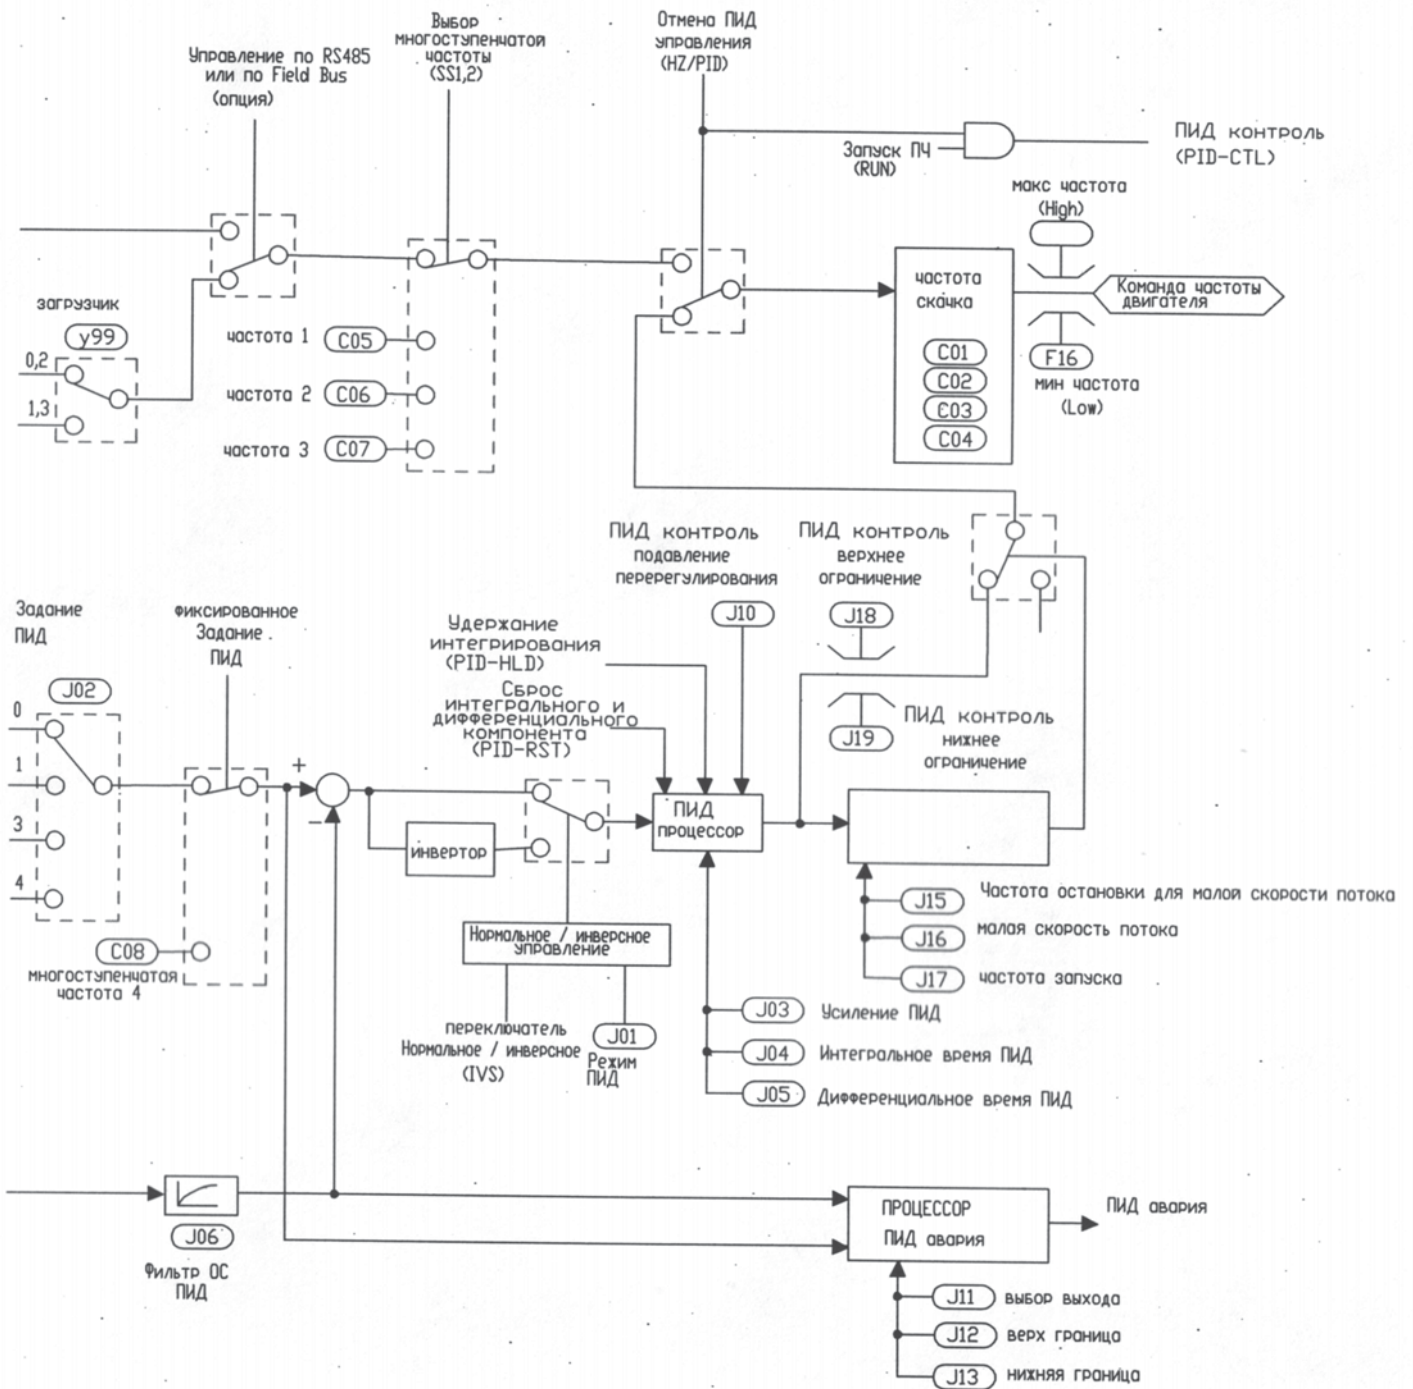 Выбор
многоступенчатой
частоты
(SS1,2)
Отмена ПИД
управления
(HZ/PID)
Управление по RS485
или по Field Bus
(опция)
Запуск ПЧ
(RUN)
ПИД контроль
(PID-CTL)
макс частота
(High)
загрузчик
y99
0,2
1,3
частота 1
C05
частота 2
C06
частота 3
C07
частота
скачка
C01
C02
C03
C04
Команда частоты
двигателя
F16
мин частота
(Low)
ПИД контроль
подавление
перерегулирования
J10
ПИД контроль
верхнее
ограничение
J18
J19
ПИД контроль
нижнее
ограничение
Задание
ПИД
J02
0
1
3
4
фиксированное
Задание
ПИД
Удержание
интегрирования
(PID-HLD)
Сброс
интегрального и
дифференциального
компонента
(PID-RST)
+
−
инвертор
ПИД
процессор
C08
многоступенчатая
частота 4
Нормальное / инверсное
управление
переключатель
Нормальное / инверсное
(IVS)
J01
Режим
ПИД
J15 Частота остановки для малой скорости потока
J16 малая скорость потока
J17 частота запуска
J03 Усиление ПИД
J04 Интегральное время ПИД
J05 Дифференциальное время ПИД
J06
Фильтр ОС
ПИД
ПРОЦЕССОР
ПИД авария
ПИД авария
J11 выбор выхода
J12 верх граница
J13 нижняя граница